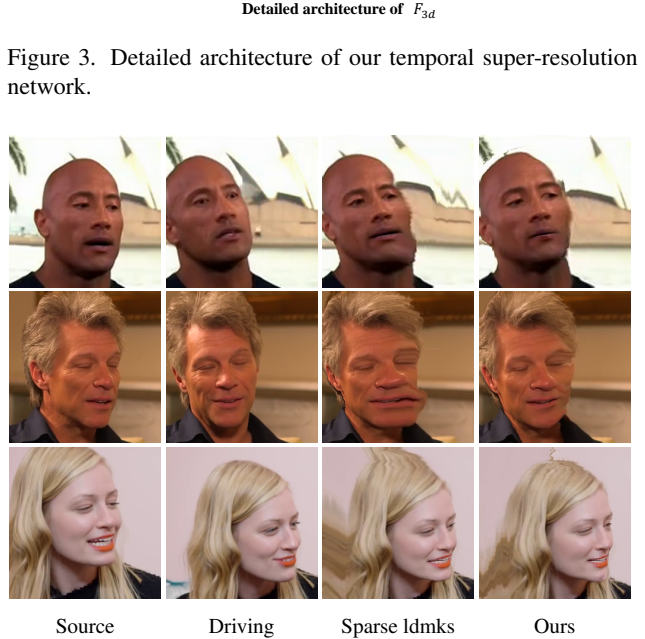 Detailed architecture of F3d
Figure 3. Detailed architecture of our temporal super-resolution
network.
Source Driving Sparse ldmks Ours